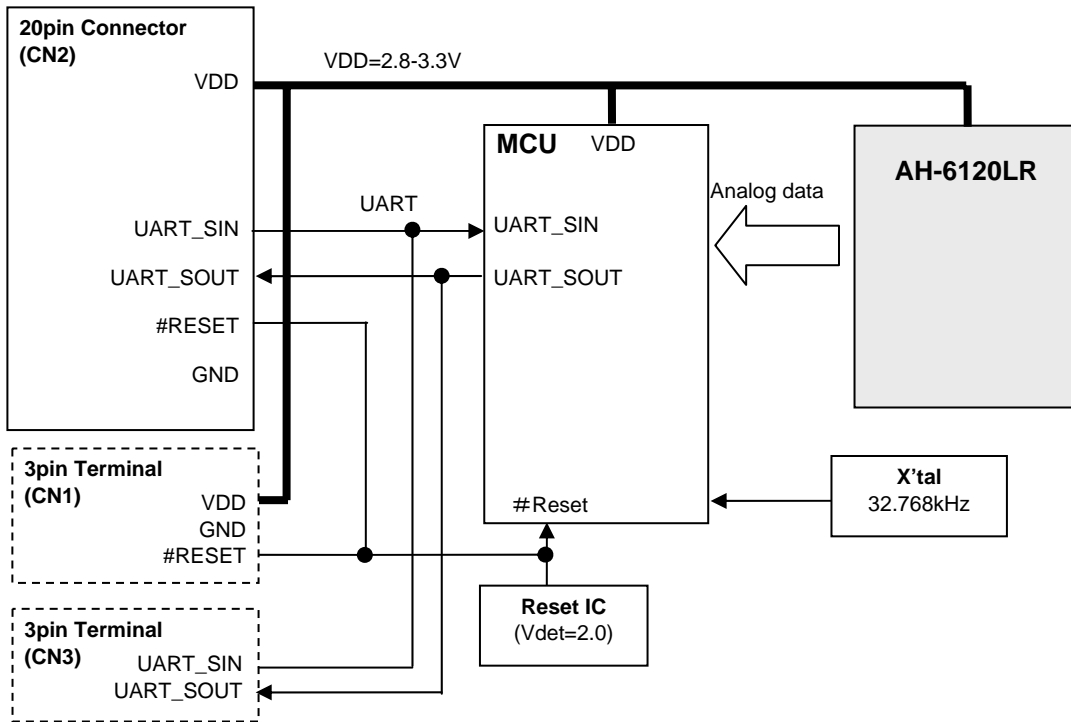 20pin Connector
(CN2)
VDD
UART_SIN
UART_SOUT
#RESET
GND
VDD=2.8-3.3V
UART
MCU
VDD
UART_SIN
UART_SOUT
#Reset
Analog data
AH-6120LR
X'tal
32.768kHz
Reset IC
(Vdet=2.0)
3pin Terminal
(CN1)
VDD
GND
#RESET
3pin Terminal
(CN3)
UART_SIN
UART_SOUT